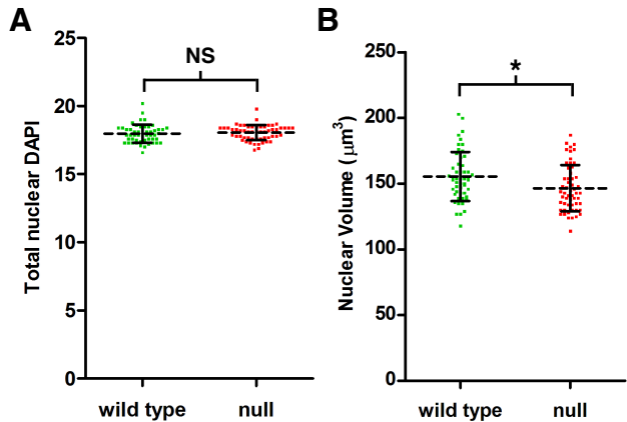 A
Total nuclear DAPI
25
20
15
10
5
0
NS
wild type
null
B
Nuclear Volume (μm³)
250
200
150
100
50
0
*
wild type
null